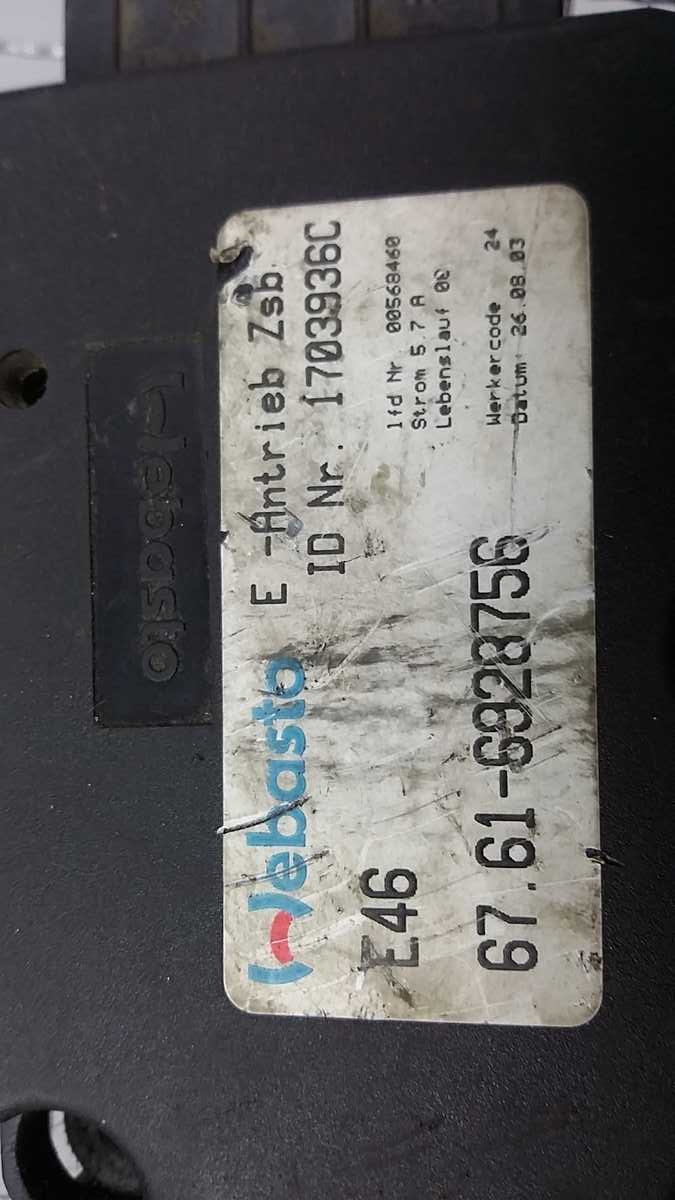 Webasto
Webasto E -Antrieb Zsb
ID Nr. 1703936C
E46
lfd Nr 00568460
Strom 5.7 A
Lebenslauf 00
67.61-6928756
Werkercode 24
Datum 26.08.03